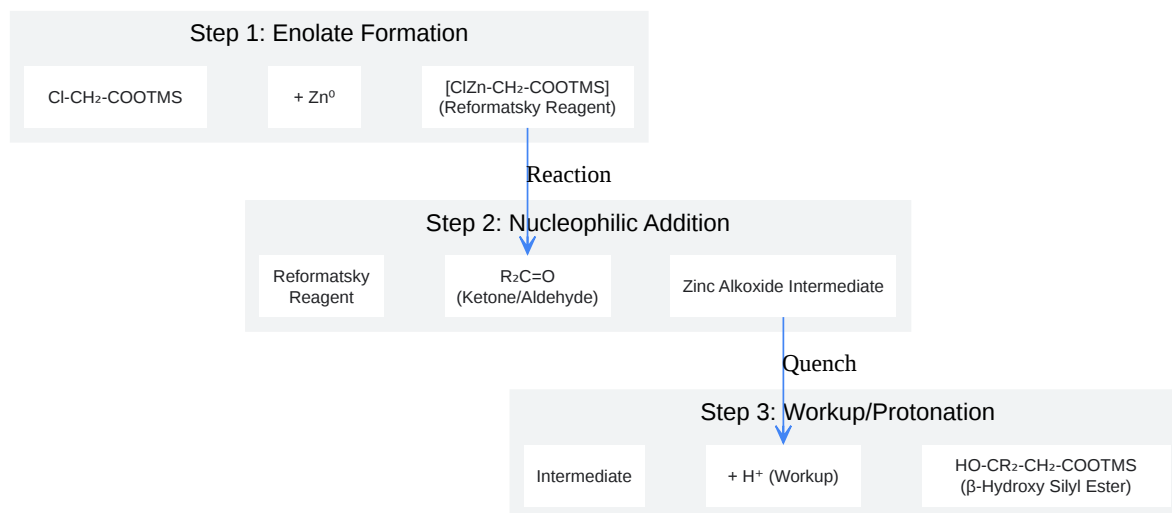 Step 1: Enolate Formation
Cl-CH₂-COOTMS
+ Zn⁰
[ClZn-CH₂-COOTMS]
(Reformatsky Reagent)
Reaction
Step 2: Nucleophilic Addition
Reformatsky
Reagent
R₂C=O
(Ketone/Aldehyde)
Zinc Alkoxide Intermediate
Quench
Step 3: Workup/Protonation
Intermediate
+ H⁺ (Workup)
HO-CR₂-CH₂-COOTMS
(β-Hydroxy Silyl Ester)